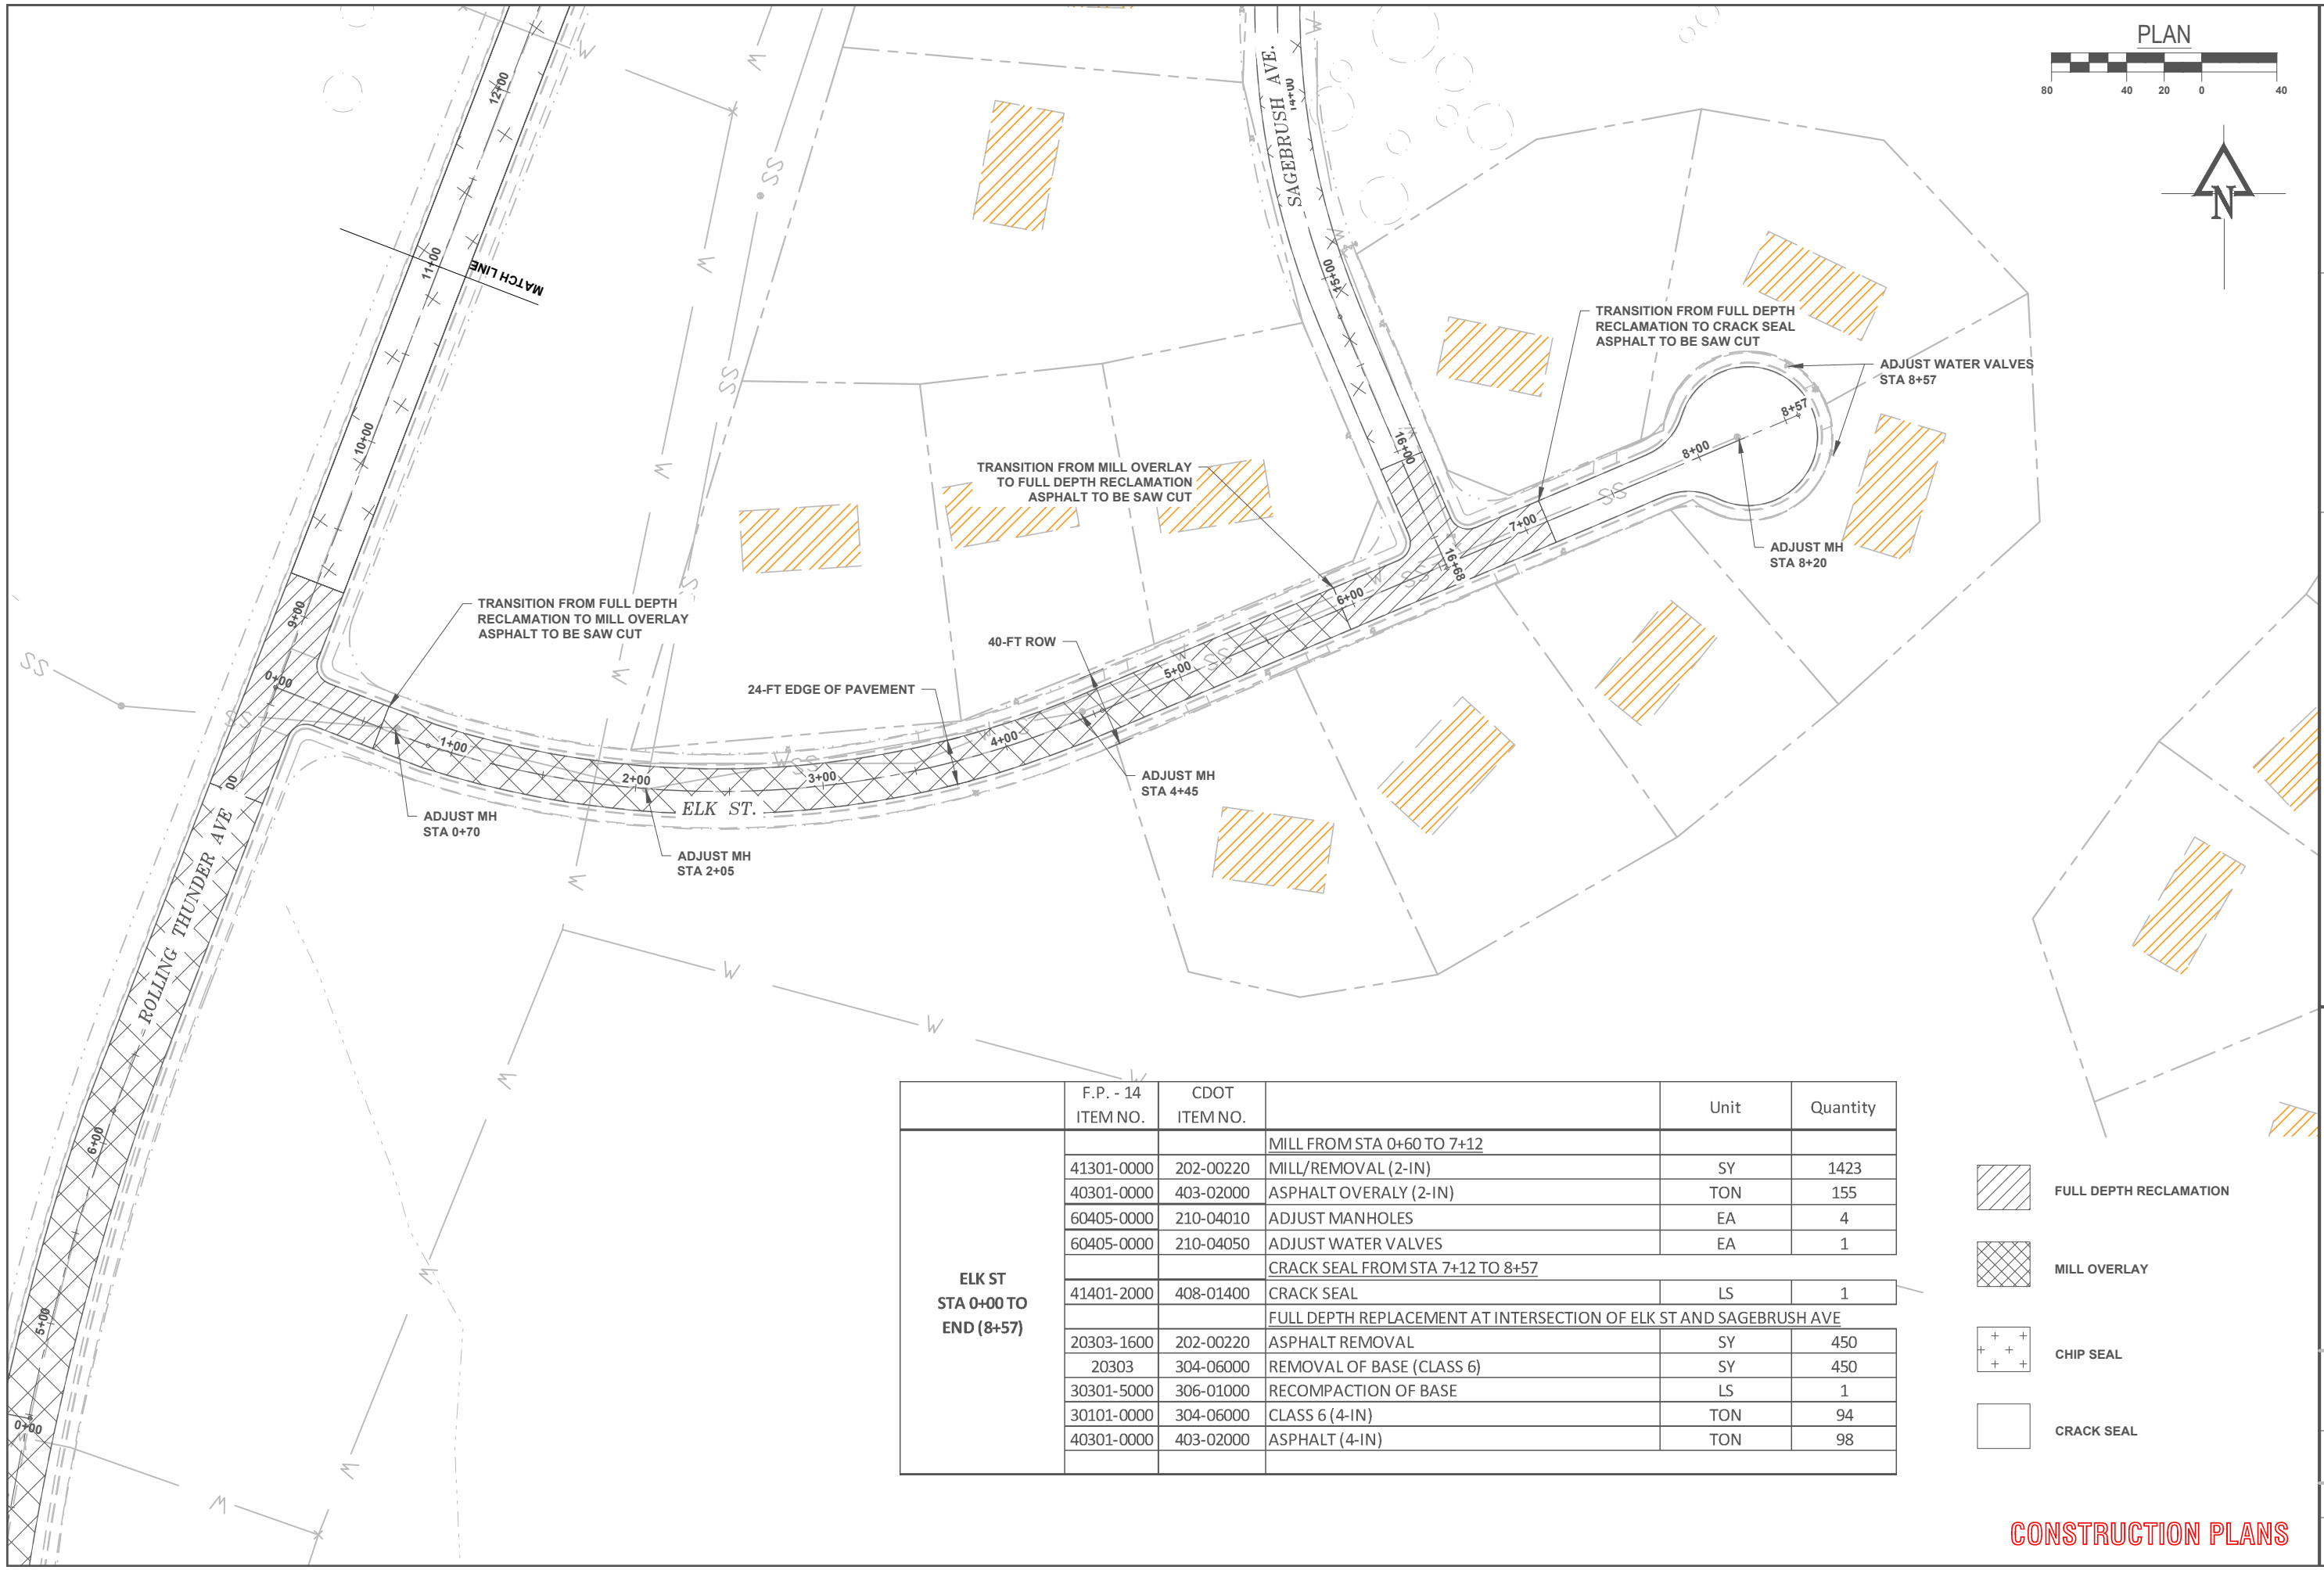 PLAN
80 40 20 0 40
N
12+00
W
W
SS
SAGEBRUSH AVE.
14+00
W
11+00
MATCH LINE
W
W
15+00
TRANSITION FROM FULL DEPTH
RECLAMATION TO CRACK SEAL
ASPHALT TO BE SAW CUT
ADJUST WATER VALVES
STA 8+57
8+57
SS
10+00
16+00
8+00
W
TRANSITION FROM MILL OVERLAY
TO FULL DEPTH RECLAMATION
ASPHALT TO BE SAW CUT
SS
7+00
ADJUST MH
STA 8+20
16+68
W
SS
SS
6+00
9+00
TRANSITION FROM FULL DEPTH
RECLAMATION TO MILL OVERLAY
ASPHALT TO BE SAW CUT
40-FT ROW
W
SS
5+00
SS
W
0+00
24-FT EDGE OF PAVEMENT
SS
W
4+00
1+00
WSS
2+00
3+00
00
ELK ST.
ADJUST MH
STA 4+45
ADJUST MH
STA 0+70
ADJUST MH
STA 2+05
W
ROLLING THUNDER AVE
W
W
W
W
6+00
W
5+00
0+00
W
W
F.P. - 14 CDOT
ITEM NO. ITEM NO. Unit Quantity
ELK ST
STA 0+00 TO
END (8+57)
MILL FROM STA 0+60 TO 7+12
41301-0000 202-00220 MILL/REMOVAL (2-IN) SY 1423
40301-0000 403-02000 ASPHALT OVERALY (2-IN) TON 155
60405-0000 210-04010 ADJUST MANHOLES EA 4
60405-0000 210-04050 ADJUST WATER VALVES EA 1
CRACK SEAL FROM STA 7+12 TO 8+57
41401-2000 408-01400 CRACK SEAL LS 1
FULL DEPTH REPLACEMENT AT INTERSECTION OF ELK ST AND SAGEBRUSH AVE
20303-1600 202-00220 ASPHALT REMOVAL SY 450
20303 304-06000 REMOVAL OF BASE (CLASS 6) SY 450
30301-5000 306-01000 RECOMPACTION OF BASE LS 1
30101-0000 304-06000 CLASS 6 (4-IN) TON 94
40301-0000 403-02000 ASPHALT (4-IN) TON 98
FULL DEPTH RECLAMATION
MILL OVERLAY
CHIP SEAL
CRACK SEAL
CONSTRUCTION PLANS